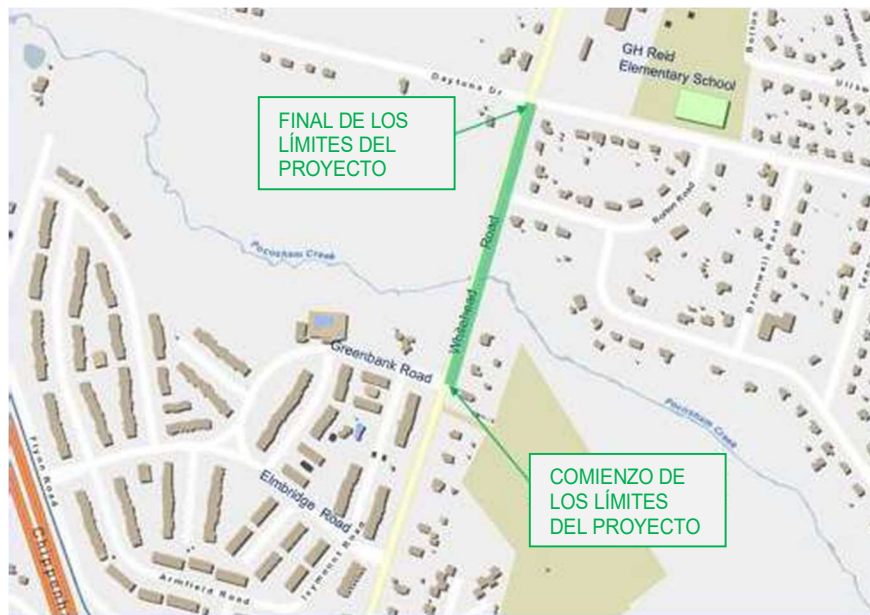 GH Reid
Elementary School
Daytona Dr
FINAL DE LOS
LÍMITES DEL
PROYECTO
Whitehead Road
Pocosham Creek
Greenbank Road
Pocosham Creek
COMIENZO DE
LOS LÍMITES
DEL PROYECTO
Elmbridge Road
Armfield Road
Bromwell Road